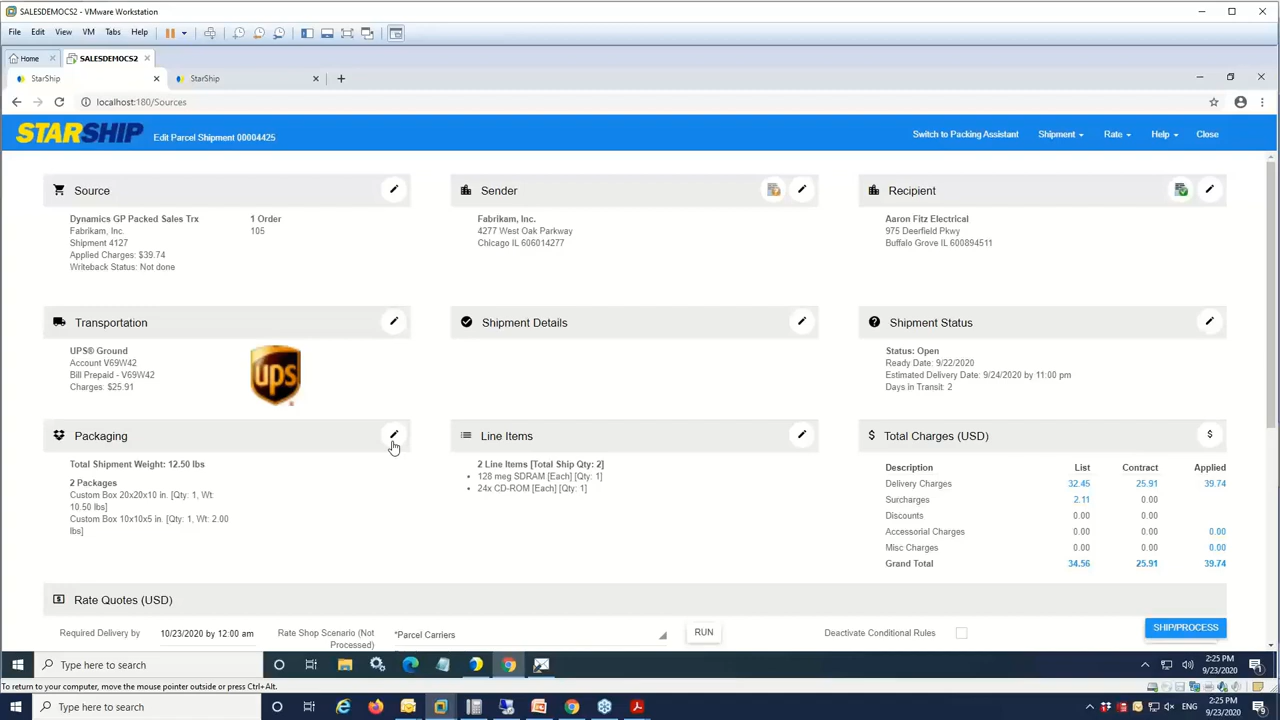 SALESDEMOCS2 - VMware Workstation
File Edit View VM Tabs Help
Home SALESDEMOCS2
StarShip StarShip
localhost:180/Sources
STARSHIP Edit Parcel Shipment 00004425 Switch to Packing Assistant Shipment Rate Help Close
Source
Dynamics GP Packed Sales Trx 1 Order
Fabrikam, Inc. 105
Shipment 4127
Applied Charges: $39.74
Writeback Status: Not done
Sender
Fabrikam, Inc.
4277 West Oak Parkway
Chicago IL 606014277
Recipient
Aaron Fitz Electrical
975 Deerfield Pkwy
Buffalo Grove IL 600894511
Transportation
UPS® Ground
Account V69W42
Bill Prepaid - V69W42
Charges: $25.91
ups
Shipment Details
Shipment Status
Status: Open
Ready Date: 9/22/2020
Estimated Delivery Date: 9/24/2020 by 11:00 pm
Days in Transit: 2
Packaging
Total Shipment Weight: 12.50 lbs
2 Packages
Custom Box 20x20x10 in. [Qty: 1, Wt:
10.50 lbs]
Custom Box 10x10x5 in. [Qty: 1, Wt: 2.00
lbs]
Line Items
2 Line Items [Total Ship Qty: 2]
• 128 meg SDRAM [Each] [Qty: 1]
• 24x CD-ROM [Each] [Qty: 1]
$ Total Charges (USD) $
Description List Contract Applied
Delivery Charges 32.45 25.91 39.74
Surcharges 2.11 0.00
Discounts 0.00 0.00
Accessorial Charges 0.00 0.00 0.00
Misc Charges 0.00 0.00 0.00
Grand Total 34.56 25.91 39.74
Rate Quotes (USD)
Required Delivery by 10/23/2020 by 12:00 am Rate Shop Scenario (Not
Processed) *Parcel Carriers RUN Deactivate Conditional Rules
SHIP/PROCESS
Type here to search 2:25 PM
9/23/2020
To return to your computer, move the mouse pointer outside or press Ctrl+Alt.
Type here to search ENG 2:25 PM
9/23/2020